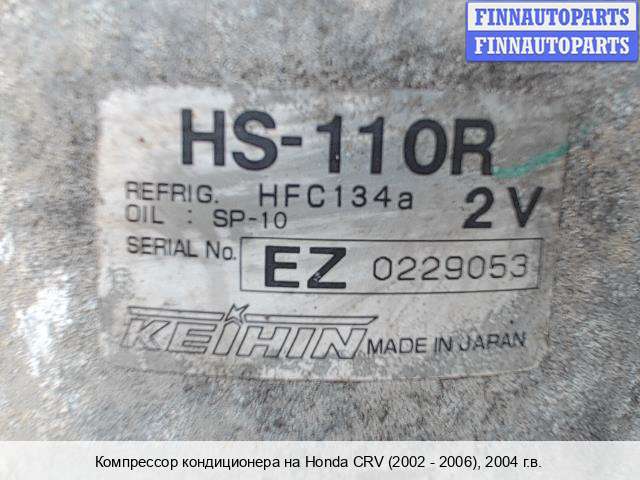 FINNAUTOPARTS
FINNAUTOPARTS
HS-110R
REFRIG. HFC134a
OIL : SP-10 2V
SERIAL No. EZ 0229053
KEIHIN MADE IN JAPAN
Компрессор кондиционера на Honda CRV (2002 - 2006), 2004 г.в.